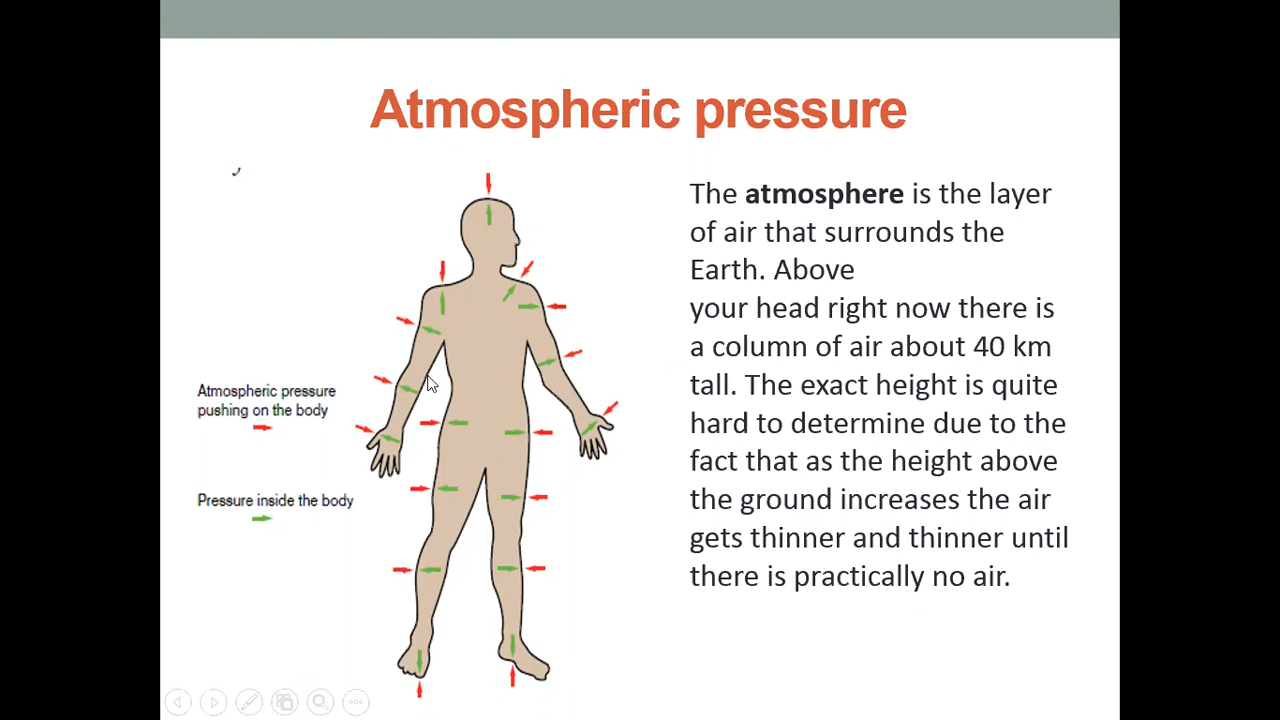 Atmospheric pressure
The atmosphere is the layer
of air that surrounds the
Earth. Above
your head right now there is
a column of air about 40 km
tall. The exact height is quite
hard to determine due to the
fact that as the height above
the ground increases the air
gets thinner and thinner until
there is practically no air.
Atmospheric pressure
pushing on the body
Pressure inside the body